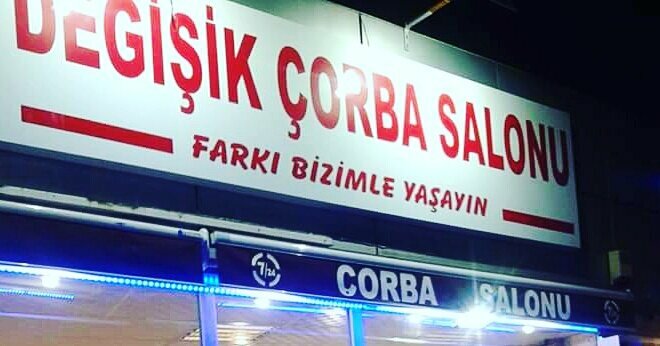 DEĞİŞİK ÇORBA SALONU
FARKI BİZİMLE YAŞAYIN
7/24 ÇORBA SALONU